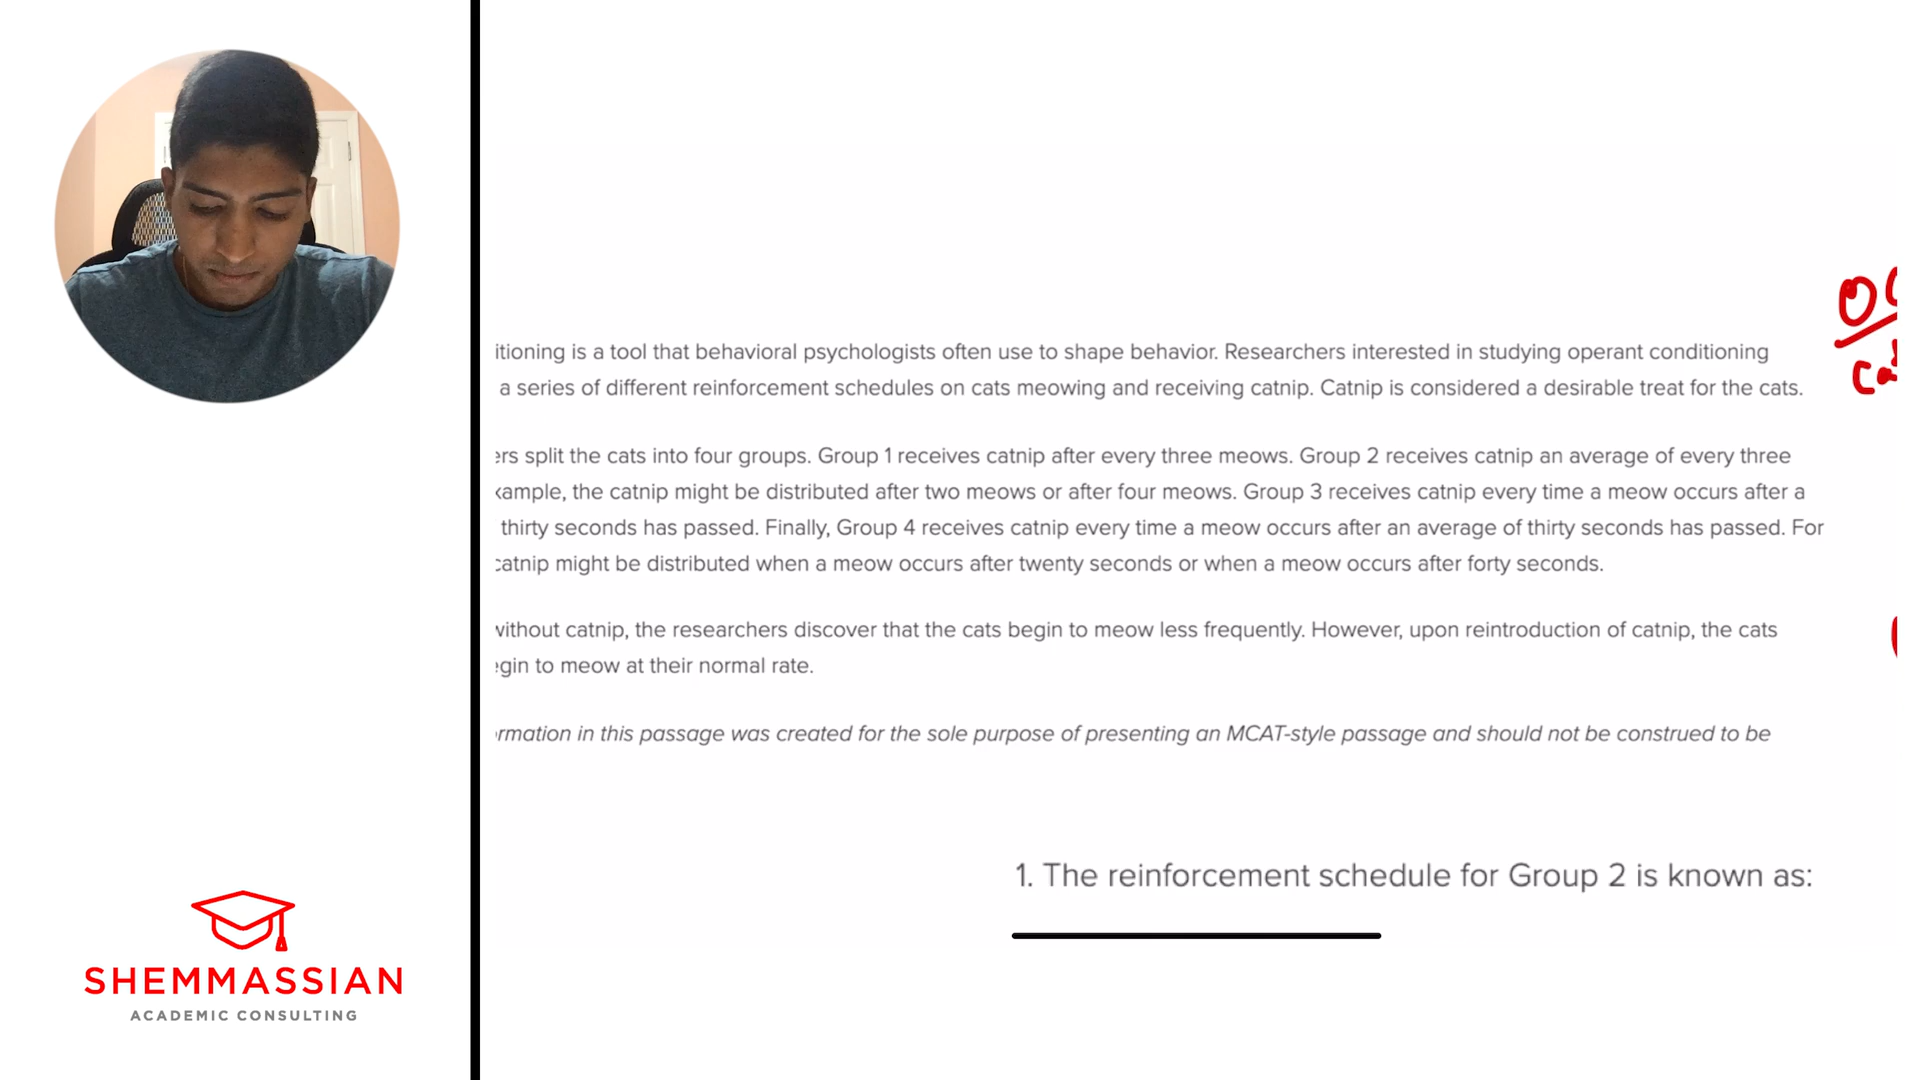 itioning is a tool that behavioral psychologists often use to shape behavior. Researchers interested in studying operant conditioning
a series of different reinforcement schedules on cats meowing and receiving catnip. Catnip is considered a desirable treat for the cats.
ers split the cats into four groups. Group 1 receives catnip after every three meows. Group 2 receives catnip an average of every three
xample, the catnip might be distributed after two meows or after four meows. Group 3 receives catnip every time a meow occurs after a
thirty seconds has passed. Finally, Group 4 receives catnip every time a meow occurs after an average of thirty seconds has passed. For
catnip might be distributed when a meow occurs after twenty seconds or when a meow occurs after forty seconds.
without catnip, the researchers discover that the cats begin to meow less frequently. However, upon reintroduction of catnip, the cats
egin to meow at their normal rate.
rmation in this passage was created for the sole purpose of presenting an MCAT-style passage and should not be construed to be
1. The reinforcement schedule for Group 2 is known as:
SHEMMASSIAN
ACADEMIC CONSULTING